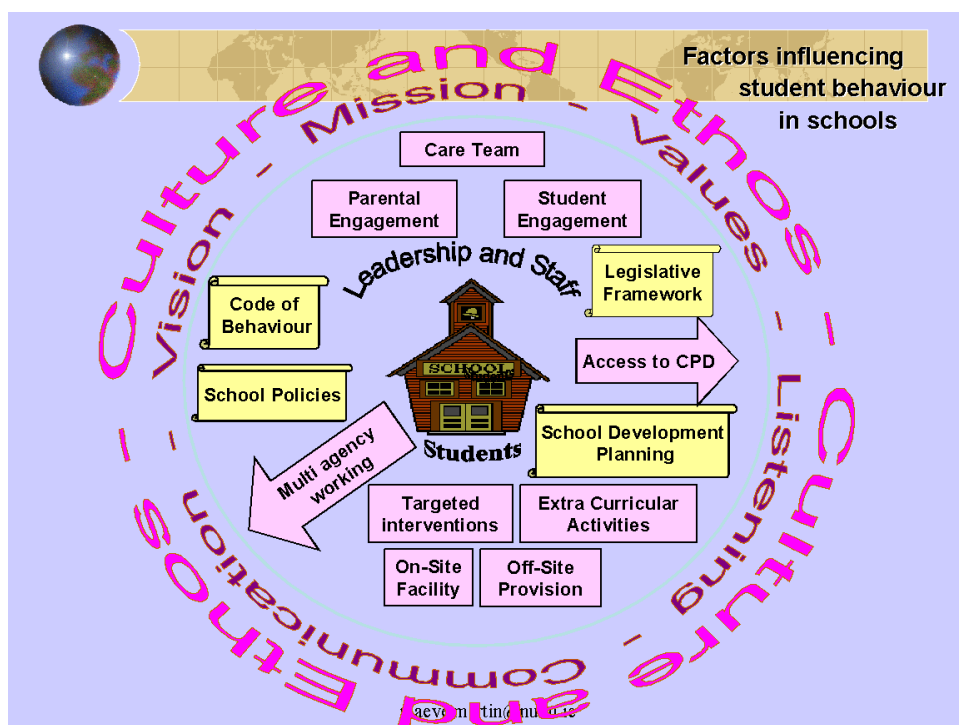 Factors influencing
student behaviour
in schools
Culture and Ethos - Culture and Ethos -
Vision - Mission - Values - Listening - Communication -
Care Team
Parental
Engagement
Student
Engagement
Leadership and Staff
Legislative
Framework
Code of
Behaviour
SCHOOL
Access to CPD
School Policies
School Development
Planning
Students
Multi agency
working
Targeted
interventions
Extra Curricular
Activities
On-Site
Facility
Off-Site
Provision